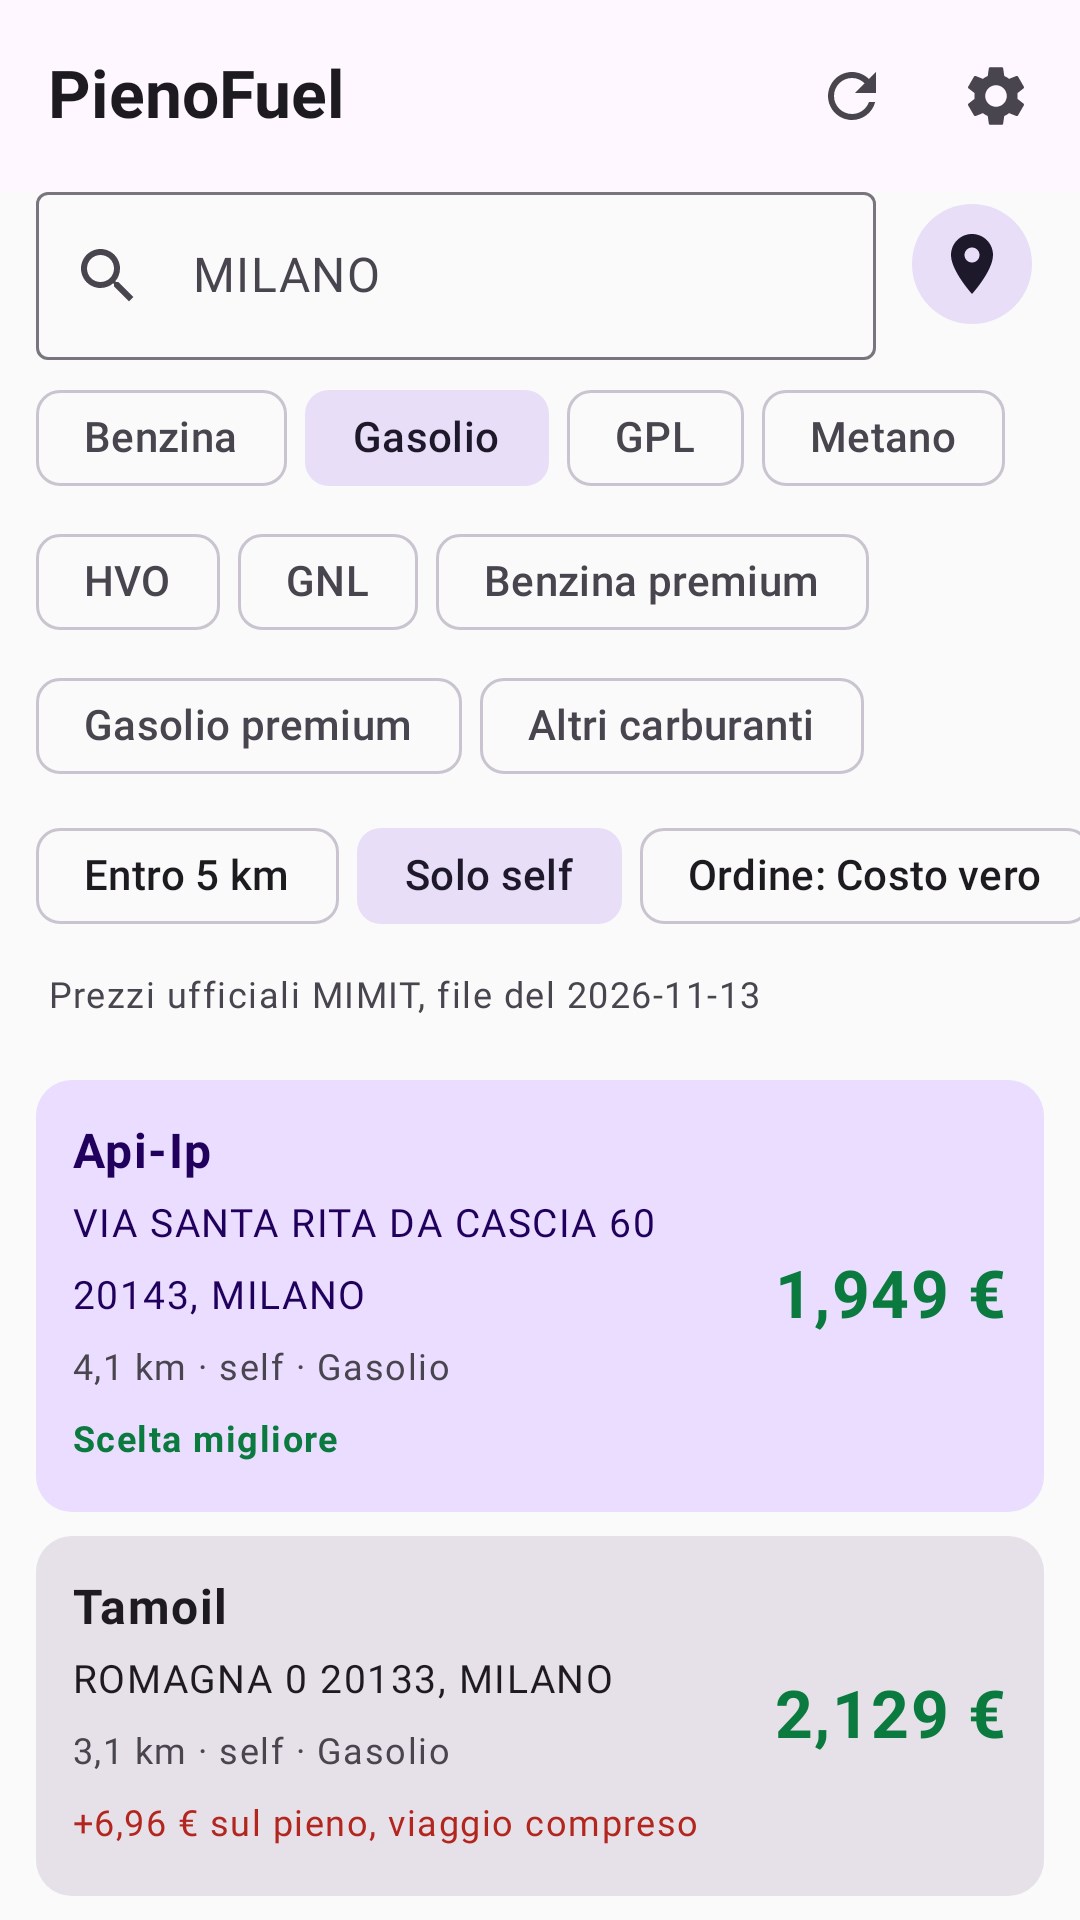 PienoFuel
MILANO
Benzina
Gasolio
GPL
Metano
HVO
GNL
Benzina premium
Gasolio premium
Altri carburanti
Entro 5 km
Solo self
Ordine: Costo vero
Prezzi ufficiali MIMIT, file del 2026-11-13
Api-Ip
VIA SANTA RITA DA CASCIA 60
20143, MILANO
1,949 €
4,1 km · self · Gasolio
Scelta migliore
Tamoil
ROMAGNA 0 20133, MILANO
2,129 €
3,1 km · self · Gasolio
+6,96 € sul pieno, viaggio compreso